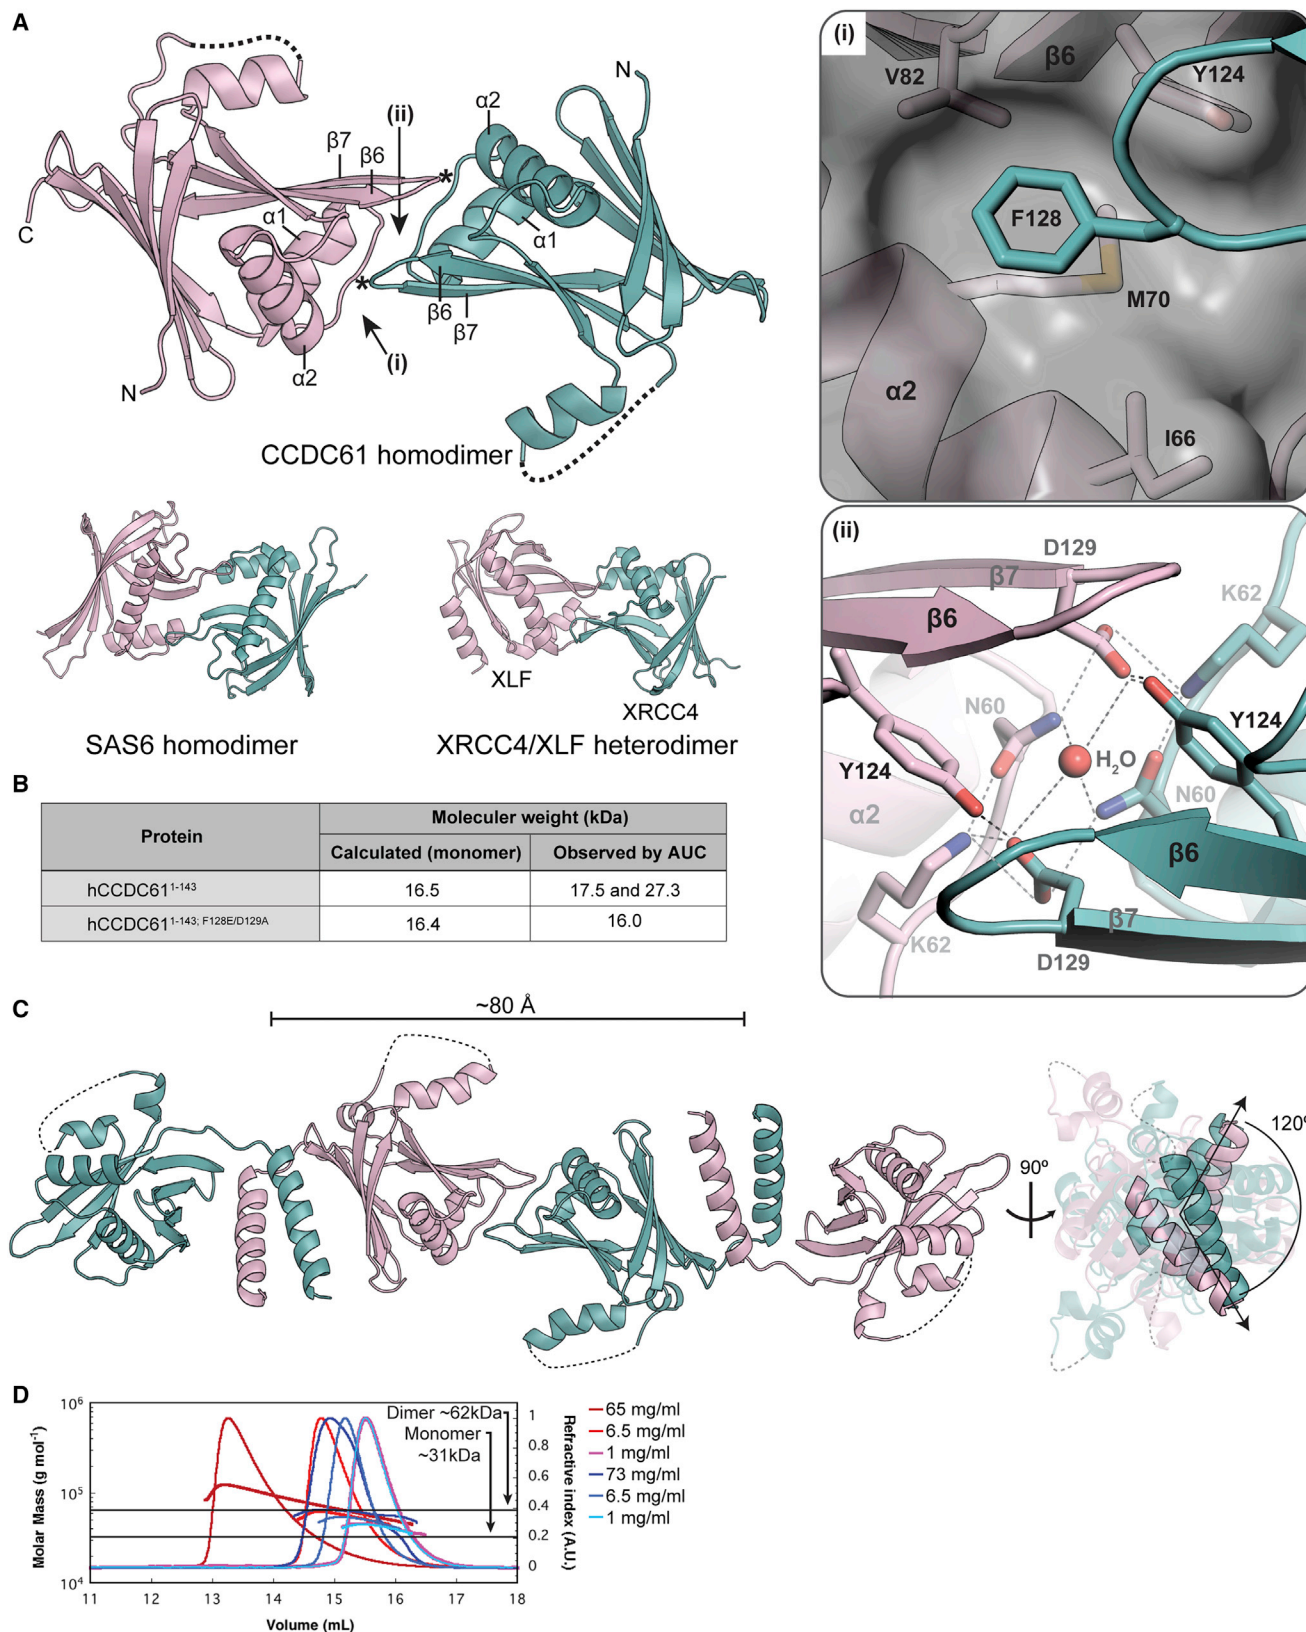 A
N
α2
(ii)
β7
β6
*
α1
α1
C
*
β6
β7
(i)
α2
N
CCDC61 homodimer
XLF
XRCC4
SAS6 homodimer
XRCC4/XLF heterodimer
(i)
β6
V82
Y124
F128
M70
α2
I66
(ii)
D129
β7
K62
β6
N60
Y124
H2O
Y124
N60
α2
β6
β7
K62
D129
B
Protein
Moleculer weight (kDa)
Calculated (monomer)
Observed by AUC
hCCDC61 1-143
16.5
17.5 and 27.3
hCCDC61 1-143; F128E/D129A
16.4
16.0
C
~80 Å
90º
120º
D
Molar Mass (g mol-1)
10^6
10^5
10^4
11 12 13 14 15 16 17 18
Volume (mL)
Dimer ~62kDa
Monomer
~31kDa
1
0.8
0.6
0.4
0.2
0
Refractive index (A.U.)
65 mg/ml
6.5 mg/ml
1 mg/ml
73 mg/ml
6.5 mg/ml
1 mg/ml